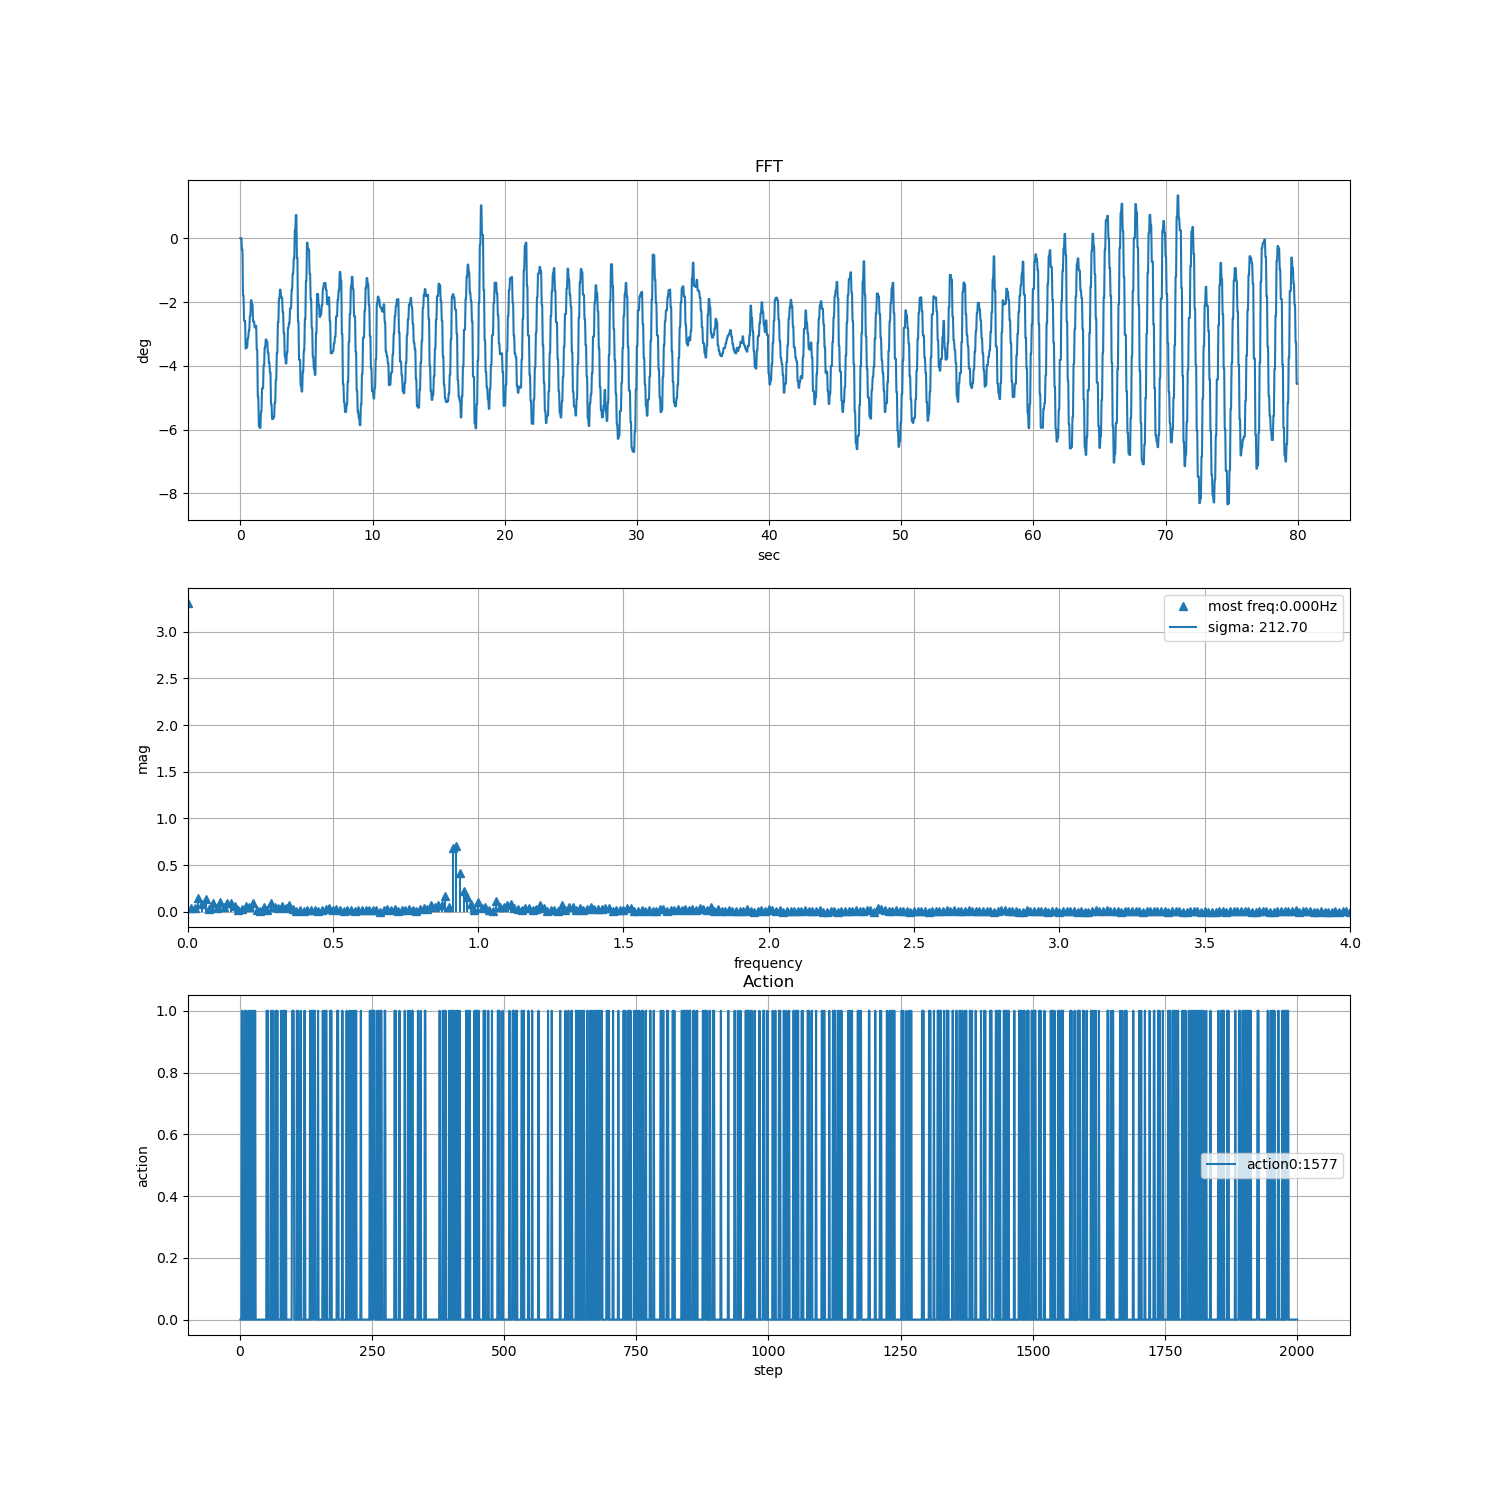 FFT
0
−2
−4
−6
−8
deg
0 10 20 30 40 50 60 70 80
sec
most freq:0.000Hz
sigma: 212.70
3.0
2.5
2.0
1.5
1.0
0.5
0.0
mag
0.0 0.5 1.0 1.5 2.0 2.5 3.0 3.5 4.0
frequency
Action
1.0
0.8
0.6
0.4
0.2
0.0
action
action0:1577
0 250 500 750 1000 1250 1500 1750 2000
step